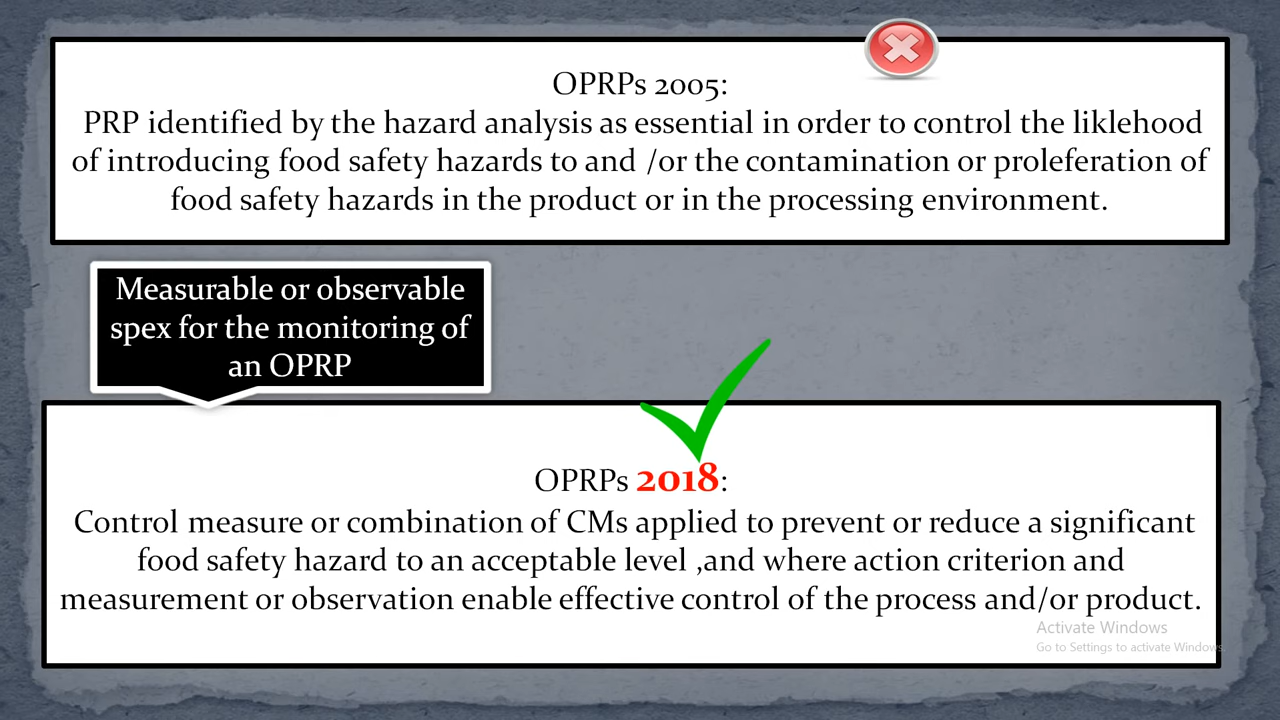 OPRPs 2005:
PRP identified by the hazard analysis as essential in order to control the liklehood
of introducing food safety hazards to and /or the contamination or proleferation of
food safety hazards in the product or in the processing environment.
Measurable or observable
spex for the monitoring of
an OPRP
OPRPs 2018:
Control measure or combination of CMs applied to prevent or reduce a significant
food safety hazard to an acceptable level ,and where action criterion and
measurement or observation enable effective control of the process and/or product.
Activate Windows
Go to Settings to activate Windows.